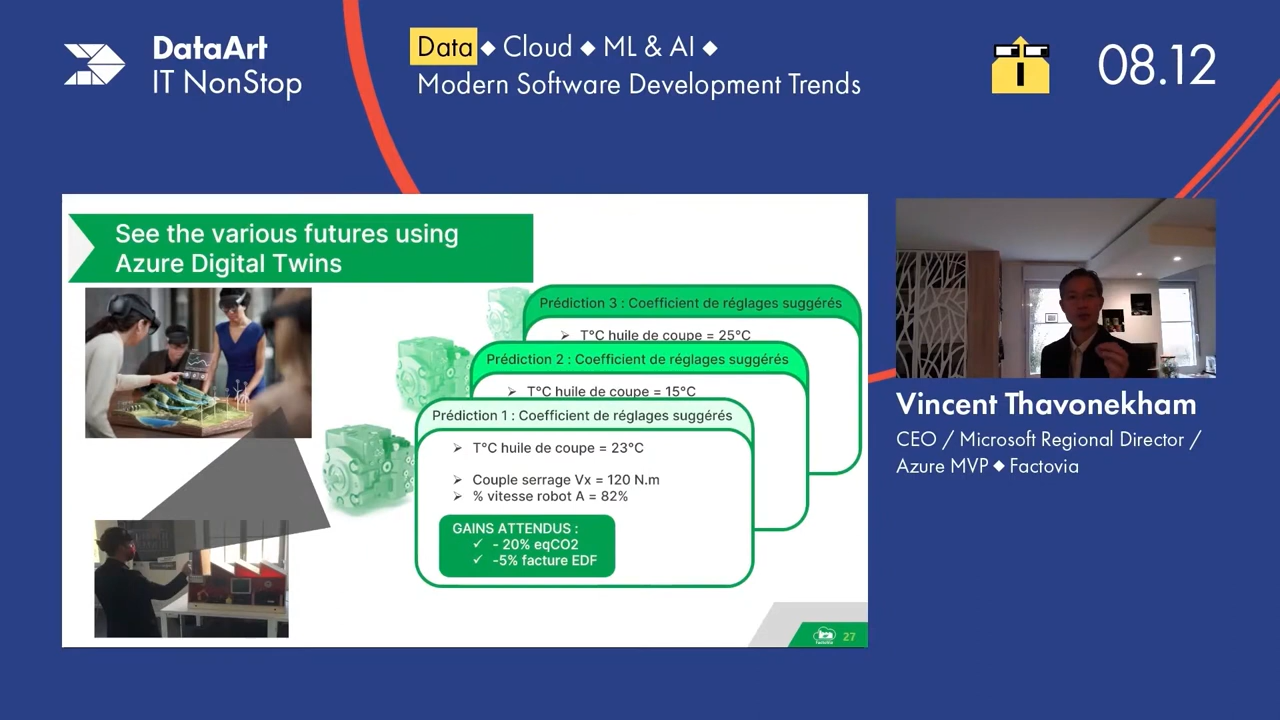 DataArt
IT NonStop
Data ◆ Cloud ◆ ML & AI ◆
Modern Software Development Trends
08.12
See the various futures using
Azure Digital Twins
Prédiction 3 : Coefficient de réglages suggérés
➢ T°C huile de coupe = 25°C
Prédiction 2 : Coefficient de réglages suggérés
➢ T°C huile de coupe = 15°C
Prédiction 1 : Coefficient de réglages suggérés
➢ T°C huile de coupe = 23°C
➢ Couple serrage Vx = 120 N.m
➢ % vitesse robot A = 82%
GAINS ATTENDUS :
✓ - 20% eqCO2
✓ -5% facture EDF
27
Vincent Thavonekham
CEO / Microsoft Regional Director /
Azure MVP ◆ Factovia